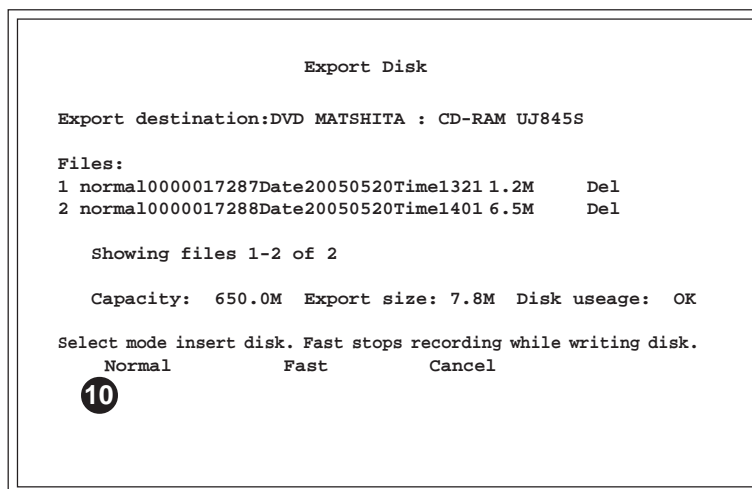 Export Disk
Export destination:DVD MATSHITA : CD-RAM UJ845S
Files:
1 normal0000017287Date20050520Time1321 1.2M Del
2 normal0000017288Date20050520Time1401 6.5M Del
Showing files 1-2 of 2
Capacity: 650.0M Export size: 7.8M Disk useage: OK
Select mode insert disk. Fast stops recording while writing disk.
Normal Fast Cancel
10